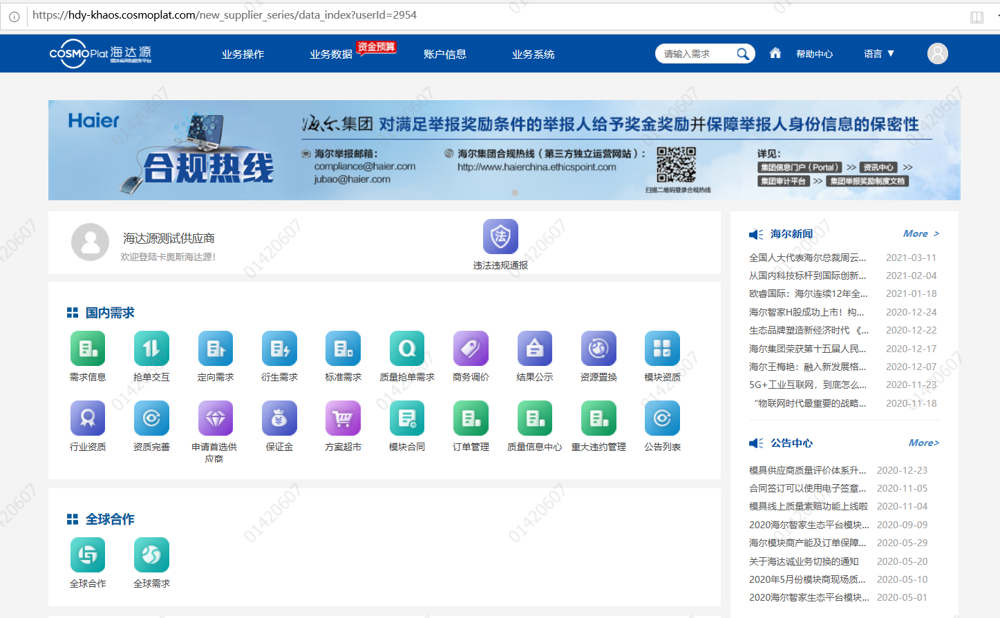 https://hdy-khaos.cosmoplat.com/new_supplier_series/data_index?userId=2954
COSMOPlat 海达源
模块商采购服务平台
业务操作
业务数据
资金预算
账户信息
业务系统
请输入需求
帮助中心
语言 ▼
Haier
合规热线
海尔集团 对满足举报奖励条件的举报人给予奖金奖励并保障举报人身份信息的保密性
海尔举报邮箱：
compliance@haier.com
jubao@haier.com
海尔集团合规热线（第三方独立运营网站）：
http://www.haierchina.ethicspoint.com
扫描二维码登录合规热线
详见：
集团信息门户（Portal） >> 资讯中心 >>
集团审计平台 >> 集团举报奖励制度文档
海达源测试供应商
欢迎登陆卡奥斯海达源！
法
违法违规通报
国内需求
需求信息
抢单交互
定向需求
衍生需求
标准需求
质量抢单需求
商务调价
结果公示
资源置换
模块资质
行业资质
资质完善
申请首选供
应商
保证金
方案超市
模块合同
订单管理
质量信息中心
重大违约管理
公告列表
全球合作
全球合作
全球需求
海尔新闻 More >
全国人大代表海尔总裁周云... 2021-03-11
从国内科技标杆到国际创新... 2021-02-04
欧睿国际：海尔连续12年全... 2021-01-18
海尔智家H股成功上市！构... 2020-12-24
生态品牌塑造新经济时代 《... 2020-12-22
海尔集团荣获第十五届人民... 2020-12-17
海尔王梅艳：融入新发展格... 2020-12-07
5G+工业互联网，到底怎么... 2020-11-23
“物联网时代最重要的战略... 2020-11-18
公告中心 More>
模具供应商质量评价体系升... 2020-12-23
合同签订可以使用电子签章... 2020-11-05
模具线上质量索赔功能上线啦 2020-11-04
2020海尔智家生态平台模块... 2020-09-09
海尔模块商产能及订单保障... 2020-05-29
关于海达诚业务切换的通知 2020-05-20
2020年5月份模块商现场质... 2020-05-10
2020海尔智家生态平台模块... 2020-05-01
01420607